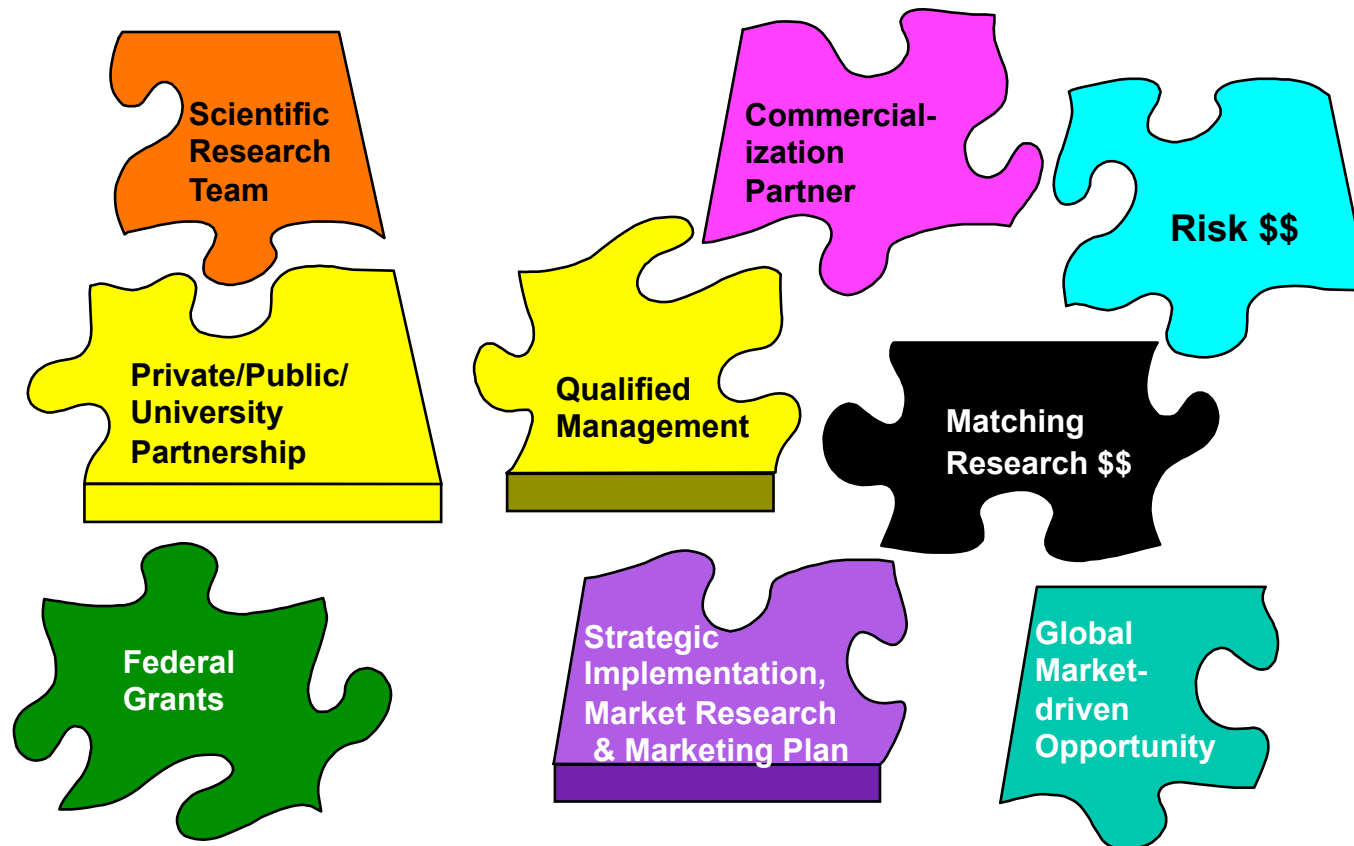 Scientific
Research
Team
Commercial-
ization
Partner
Risk $$
Private/Public/
University
Partnership
Qualified
Management
Matching
Research $$
Federal
Grants
Strategic
Implementation,
Market Research
& Marketing Plan
Global
Market-
driven
Opportunity